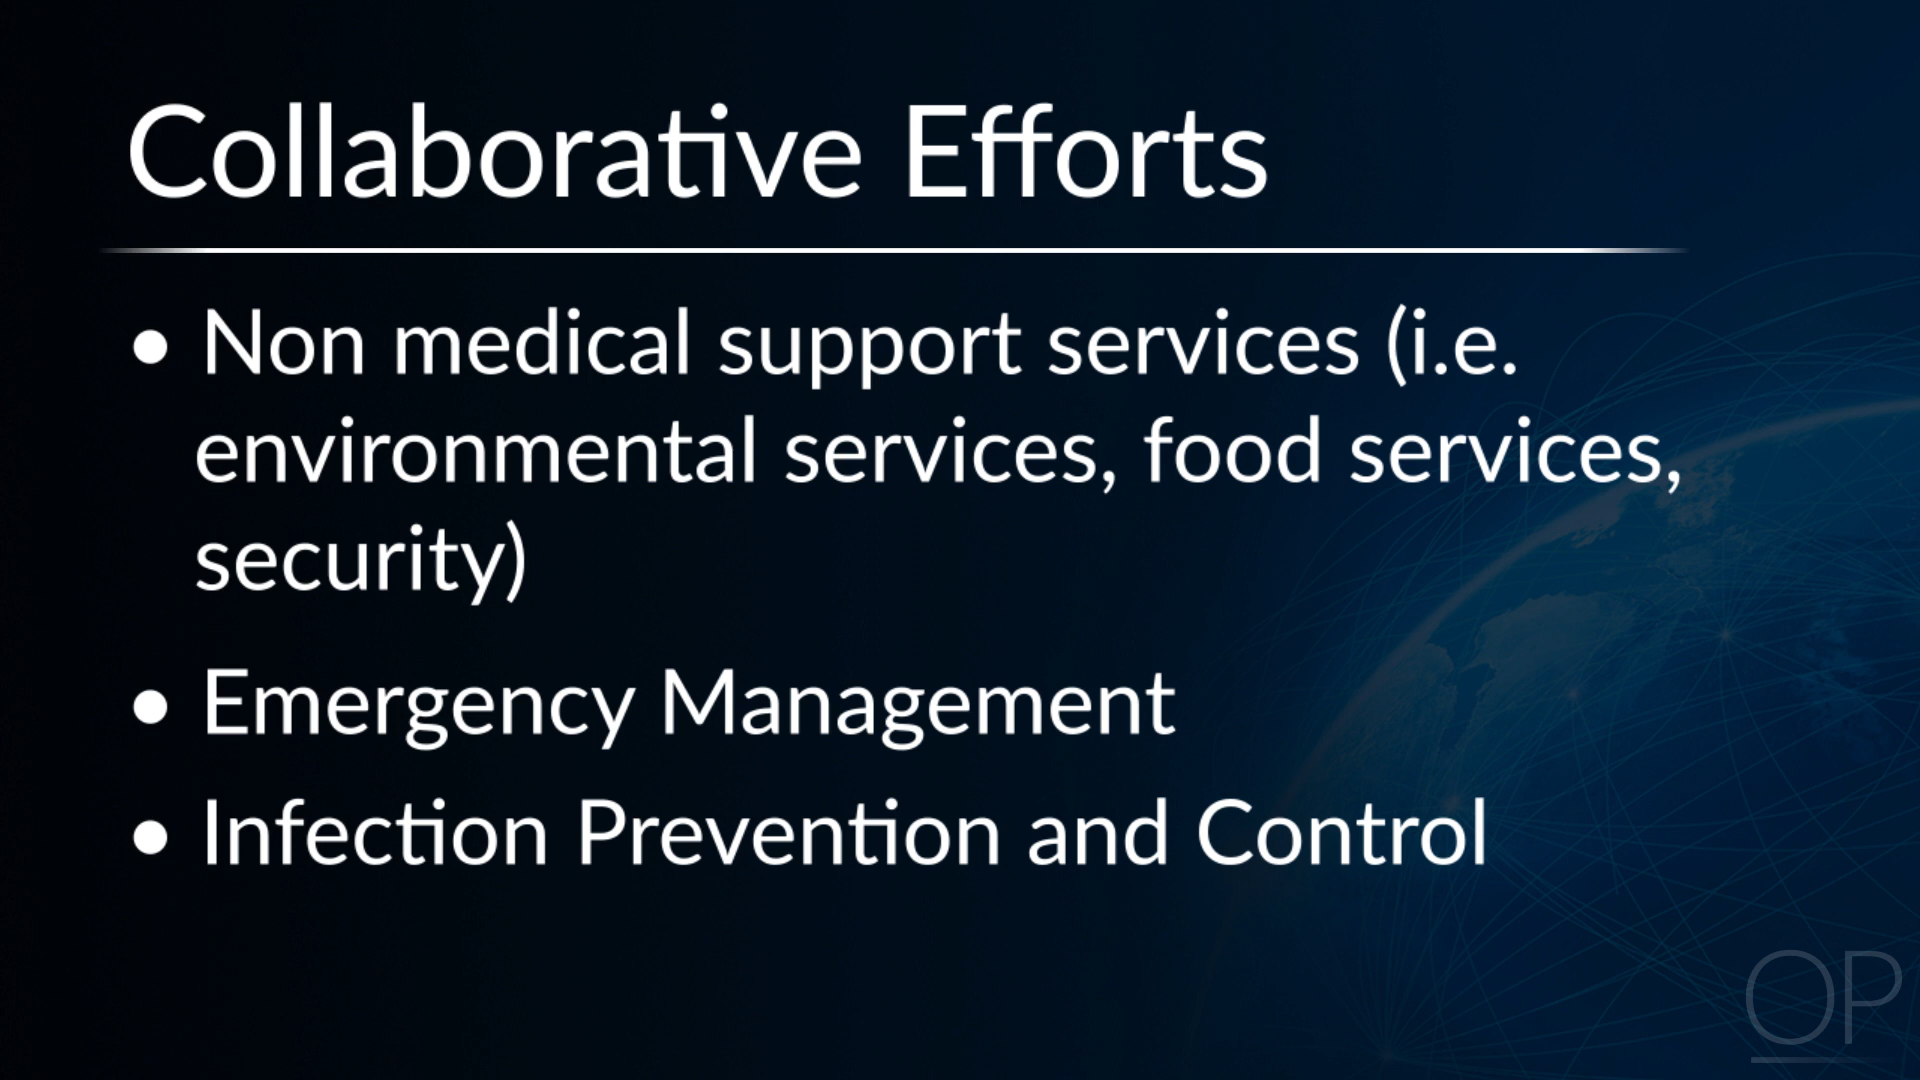 Collaborative Efforts
• Non medical support services (i.e.
environmental services, food services,
security)
• Emergency Management
• Infection Prevention and Control
OP